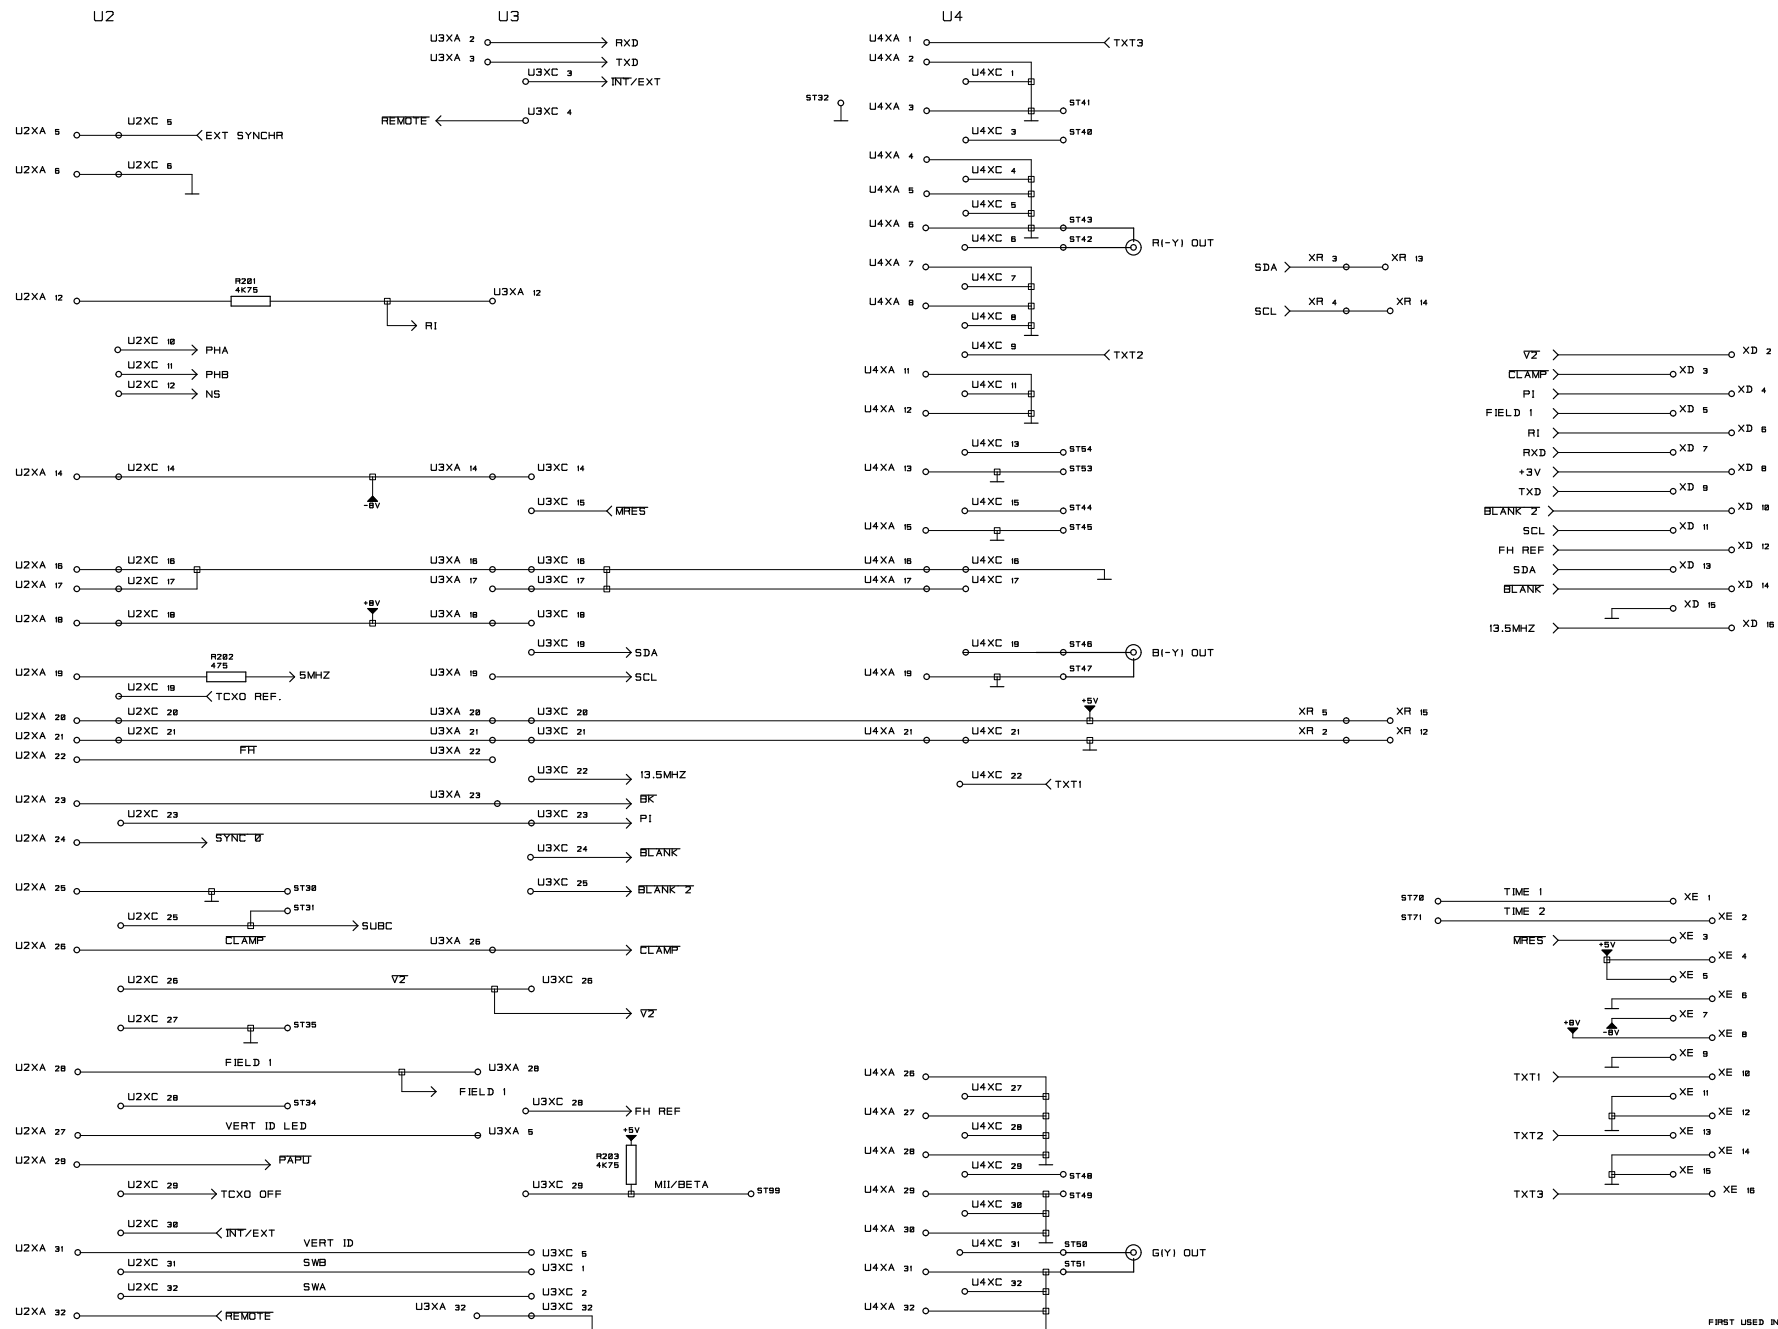 U2
U3
U4
U3XA 2
RXD
U3XA 3
TXD
U3XC 3
INT/EXT
U3XC 4
REMOTE
U2XA 5
U2XC 5
EXT SYNCHR
U2XA 6
U2XC 6
U2XA 12
R201
4K75
U3XA 12
RI
U2XC 10
PHA
U2XC 11
PHB
U2XC 12
NS
U2XA 14
U2XC 14
U3XA 14
U3XC 14
-8V
U3XC 15
MRES
U2XA 16
U2XC 16
U3XA 16
U3XC 16
U4XA 16
U4XC 16
U2XA 17
U2XC 17
U3XA 17
U3XC 17
U4XA 17
U4XC 17
U2XA 18
U2XC 18
+8V
U3XA 18
U3XC 18
U3XC 19
SDA
U2XA 19
R202
475
5MHZ
U3XA 19
SCL
U2XC 19
TCXO REF.
U2XA 20
U2XC 20
U3XA 20
U3XC 20
+5V
XR 5
XR 15
U2XA 21
U2XC 21
U3XA 21
U3XC 21
U4XA 21
U4XC 21
XR 2
XR 12
U2XA 22
FH
U3XA 22
U3XC 22
13.5MHZ
U2XA 23
U3XA 23
BK
U2XC 23
U3XC 23
PI
U2XA 24
SYNC 0
U3XC 24
BLANK
U2XA 25
ST30
U3XC 25
BLANK 2
ST31
U2XC 25
SUBC
U2XA 26
CLAMP
U3XA 26
CLAMP
U2XC 26
V2
U3XC 26
V2
U2XC 27
ST35
U2XA 28
FIELD 1
U3XA 28
FIELD 1
U2XC 28
ST34
U3XC 28
FH REF
U2XA 27
VERT ID LED
U3XA 5
+5V
U2XA 29
PAPU
R203
4K75
U2XC 29
TCXO OFF
U3XC 29
MII/BETA
ST99
U2XC 30
INT/EXT
U2XA 31
VERT ID
U3XC 5
U2XC 31
SWB
U3XC 1
U2XC 32
SWA
U3XC 2
U2XA 32
REMOTE
U3XA 32
U3XC 32
U4XA 1
TXT3
U4XA 2
U4XC 1
ST32
U4XA 3
ST41
U4XC 3
ST40
U4XA 4
U4XC 4
U4XA 5
U4XC 5
U4XA 6
ST43
U4XC 6
ST42
R(-Y) OUT
U4XA 7
U4XC 7
U4XA 8
U4XC 8
U4XC 9
TXT2
U4XA 11
U4XC 11
U4XA 12
U4XC 13
ST54
U4XA 13
ST53
U4XC 15
ST44
U4XA 15
ST45
U4XC 19
ST46
B(-Y) OUT
U4XA 19
ST47
U4XC 22
TXT1
U4XA 26
U4XC 27
U4XA 27
U4XC 28
U4XA 28
U4XC 29
ST48
U4XA 29
ST49
U4XC 30
U4XA 30
U4XC 31
ST50
G(Y) OUT
U4XA 31
ST51
U4XC 32
U4XA 32
SDA
XR 3
XR 13
SCL
XR 4
XR 14
V2
XD 2
CLAMP
XD 3
PI
XD 4
FIELD 1
XD 5
RI
XD 6
RXD
XD 7
+3V
XD 8
TXD
XD 9
BLANK 2
XD 10
SCL
XD 11
FH REF
XD 12
SDA
XD 13
BLANK
XD 14
XD 15
13.5MHZ
XD 16
ST70
TIME 1
XE 1
ST71
TIME 2
XE 2
MRES
XE 3
+5V
XE 4
XE 5
XE 6
XE 7
+8V
-8V
XE 8
XE 9
TXT1
XE 10
XE 11
XE 12
TXT2
XE 13
XE 14
XE 15
TXT3
XE 16
FIRST USED IN